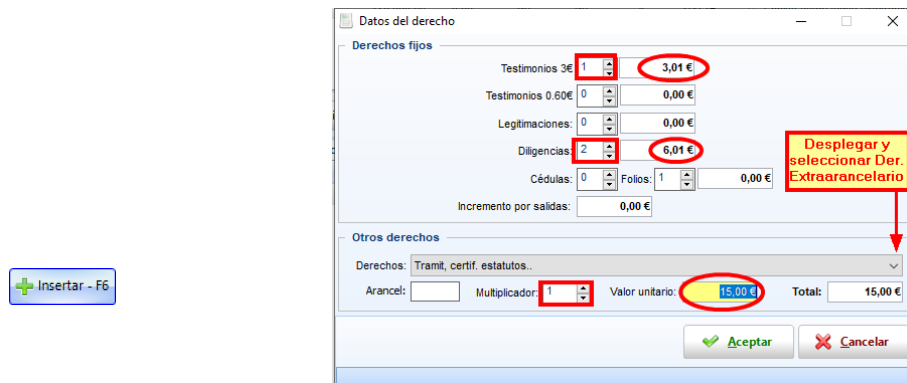 Datos del derecho
Derechos fijos
Testimonios 3€ 1 3,01 €
Testimonios 0.60€ 0 0,00 €
Legitimaciones: 0 0,00 €
Diligencias: 2 6,01 €
Cédulas: 0 Folios: 1 0,00 €
Incremento por salidas: 0,00 €
Desplegar y
seleccionar Der.
Extraarancelario
Otros derechos
Derechos: Tramit, certif. estatutos..
Arancel: Multiplicador: 1 Valor unitario: 15,00 € Total: 15,00 €
Insertar - F6
Aceptar Cancelar